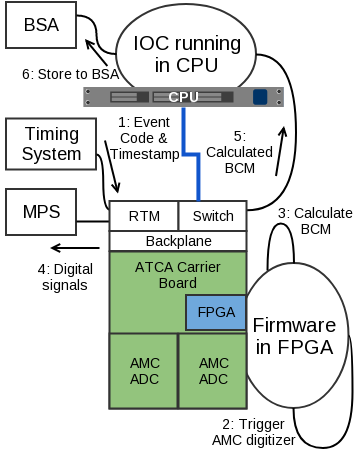 BSA
IOC running
in CPU
6: Store to BSA
CPU
1: Event
Code &
Timestamp
5:
Calculated
BCM
Timing
System
MPS
RTM
Switch
3: Calculate
BCM
Backplane
4: Digital
signals
ATCA Carrier
Board
FPGA
Firmware
in FPGA
AMC
ADC
AMC
ADC
2: Trigger
AMC digitizer